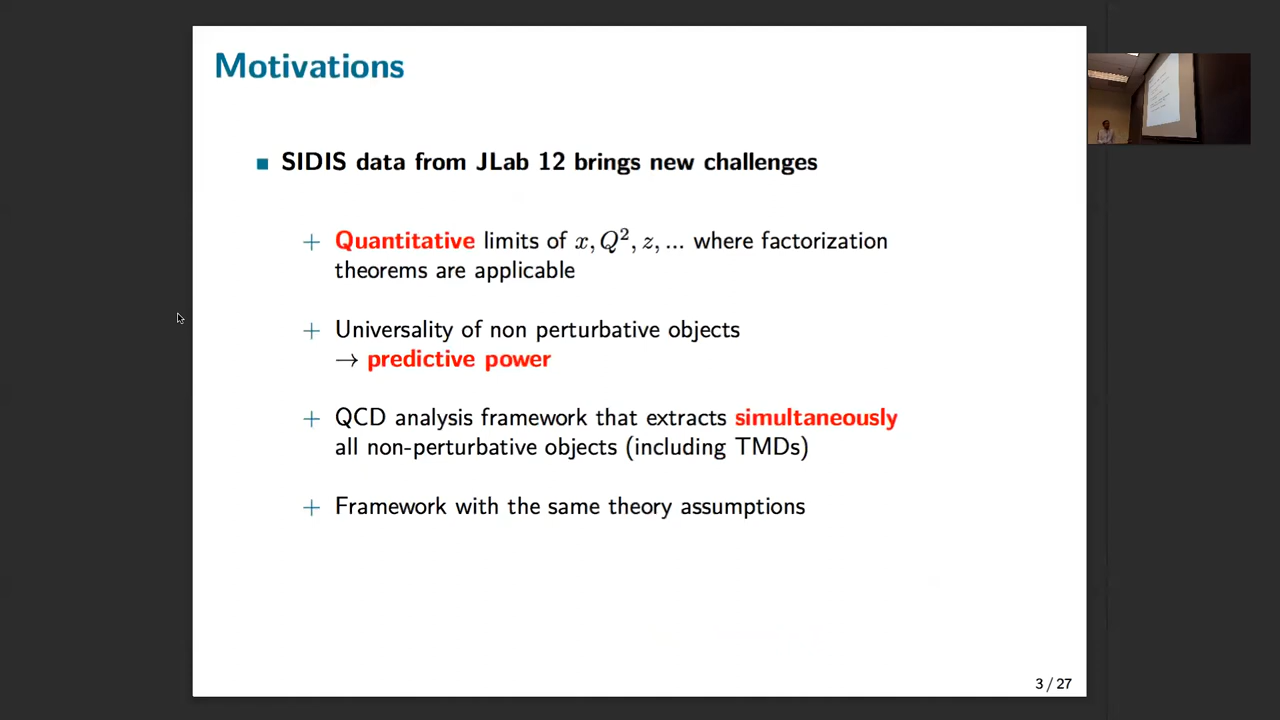 Motivations
SIDIS data from JLab 12 brings new challenges
+ Quantitative limits of x, Q², z, ... where factorization
theorems are applicable
+ Universality of non perturbative objects
→ predictive power
+ QCD analysis framework that extracts simultaneously
all non-perturbative objects (including TMDs)
+ Framework with the same theory assumptions
3 / 27